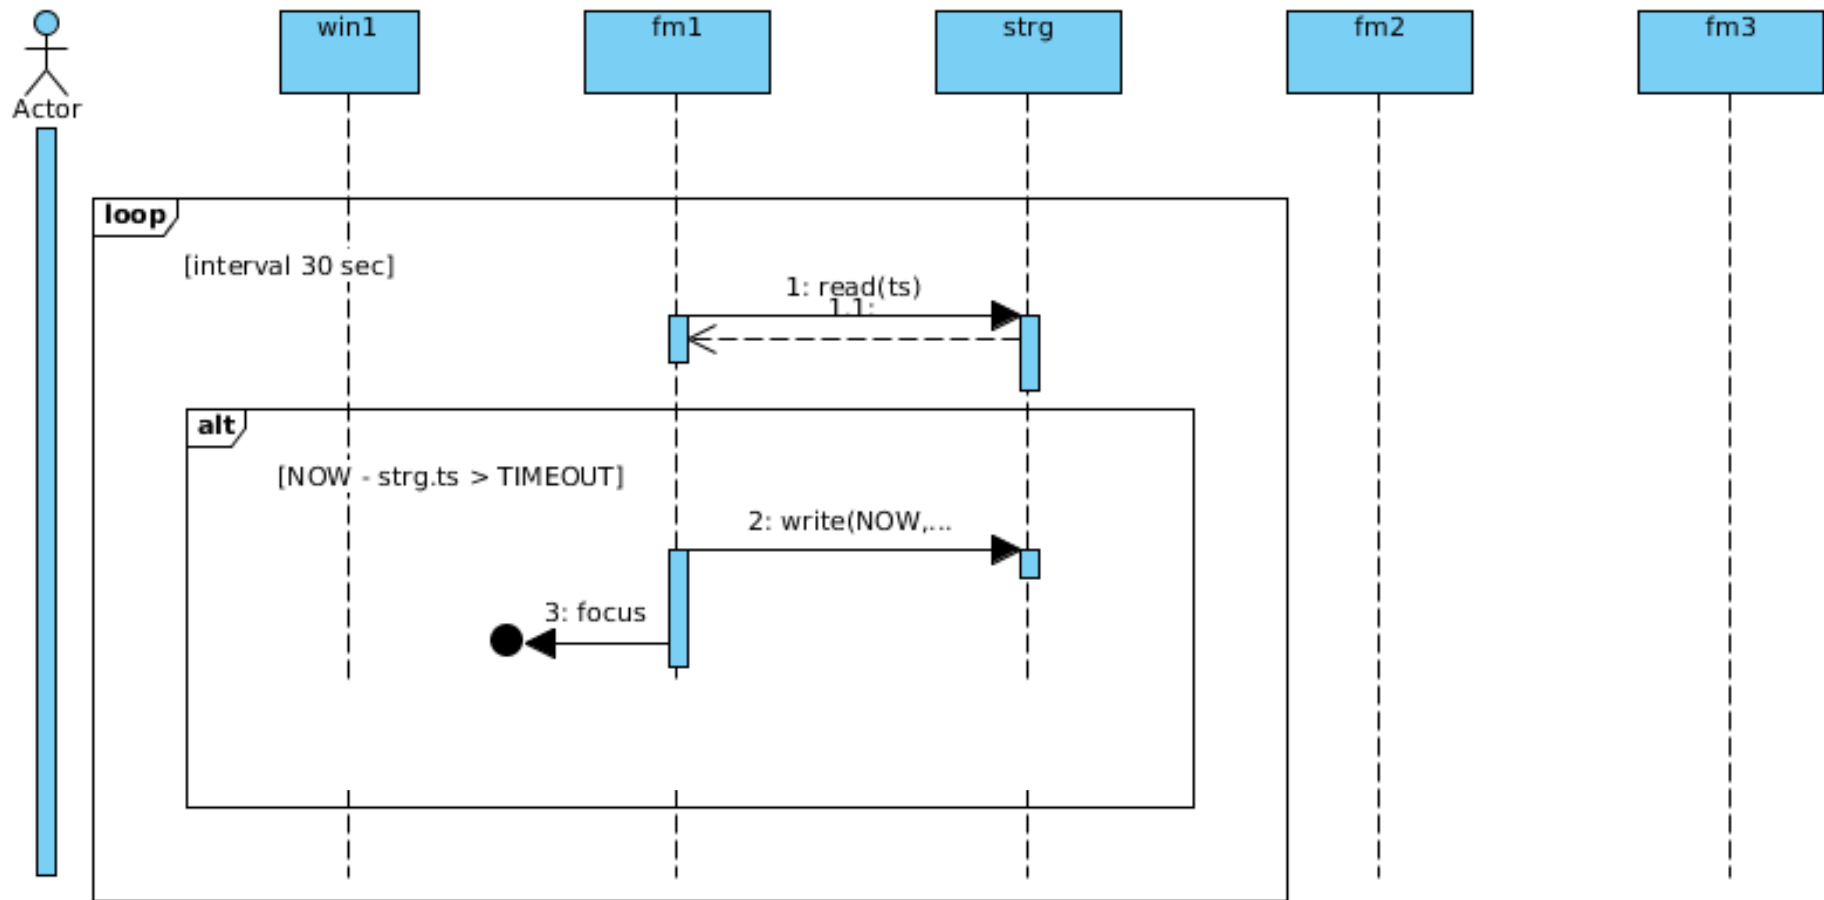 win1
fm1
strg
fm2
fm3
Actor
loop
[interval 30 sec]
1: read(ts)
1.1:
alt
[NOW - strg.ts > TIMEOUT]
2: write(NOW,...
3: focus